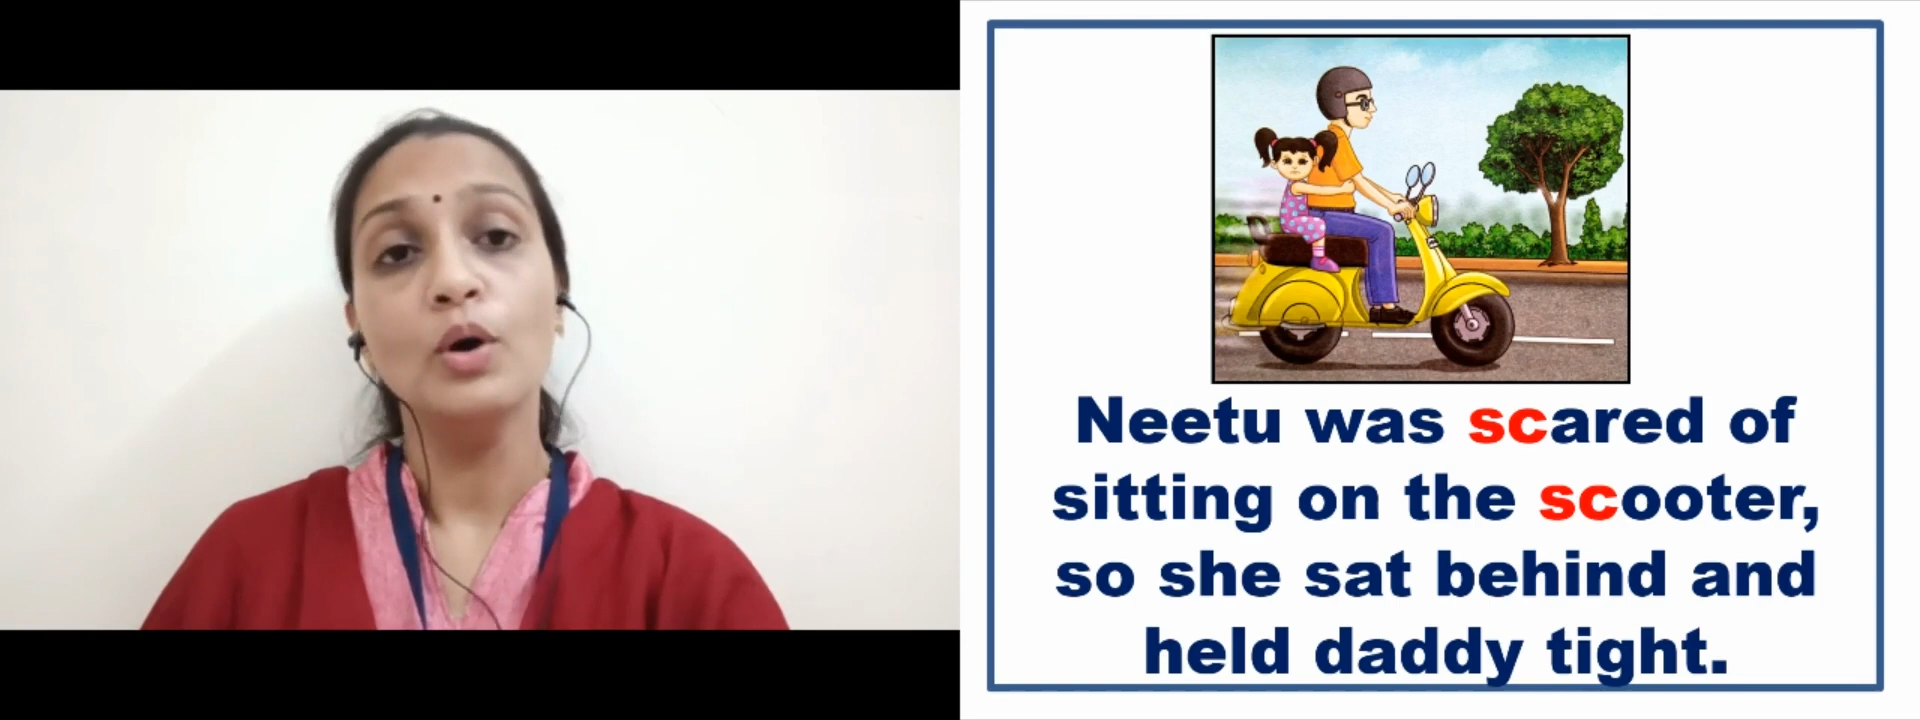 Neetu was scared of
sitting on the scooter,
so she sat behind and
held daddy tight.